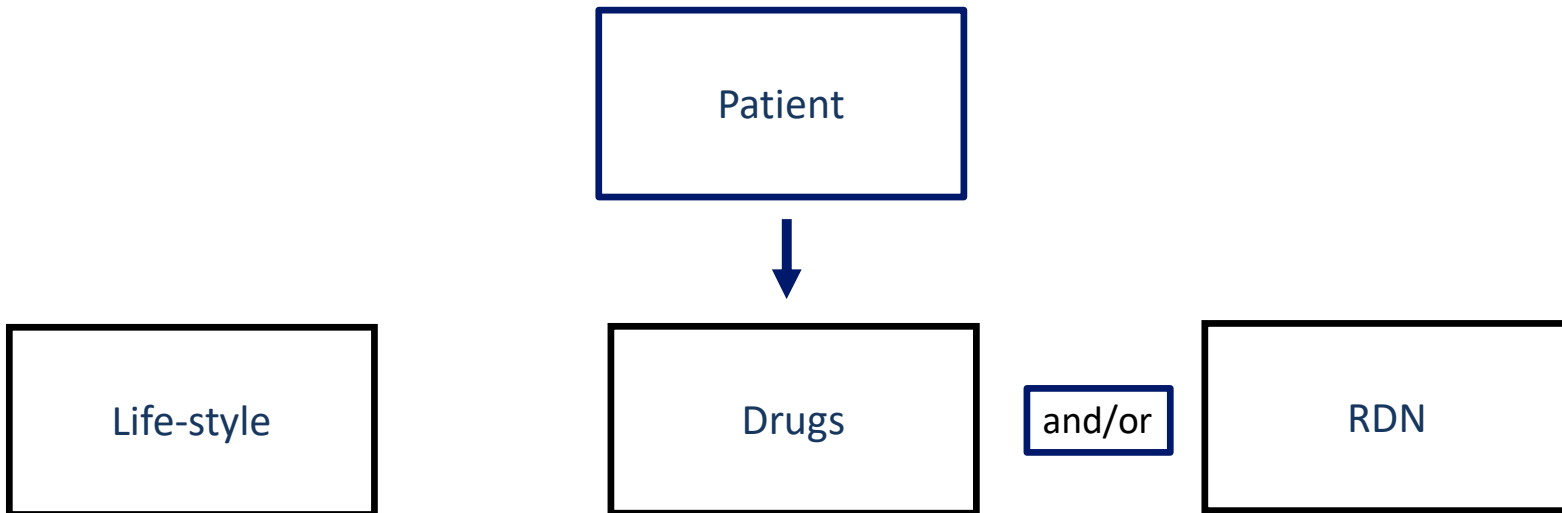 Patient
Life-style
Drugs
and/or
RDN